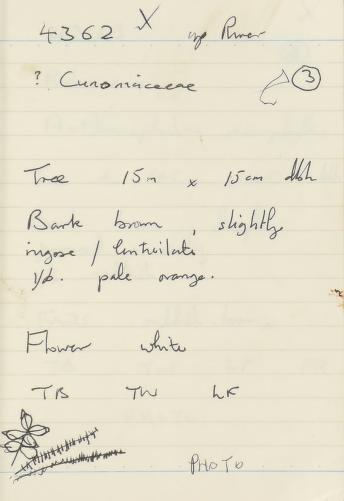 4362 X up River
? Cunoniaceae 3
Tree 15m x 15cm dbh
Bark brown, slightly
rugose / lenticilate
1/b. pale orange.
Flower white
TB TW LK
PHOTO